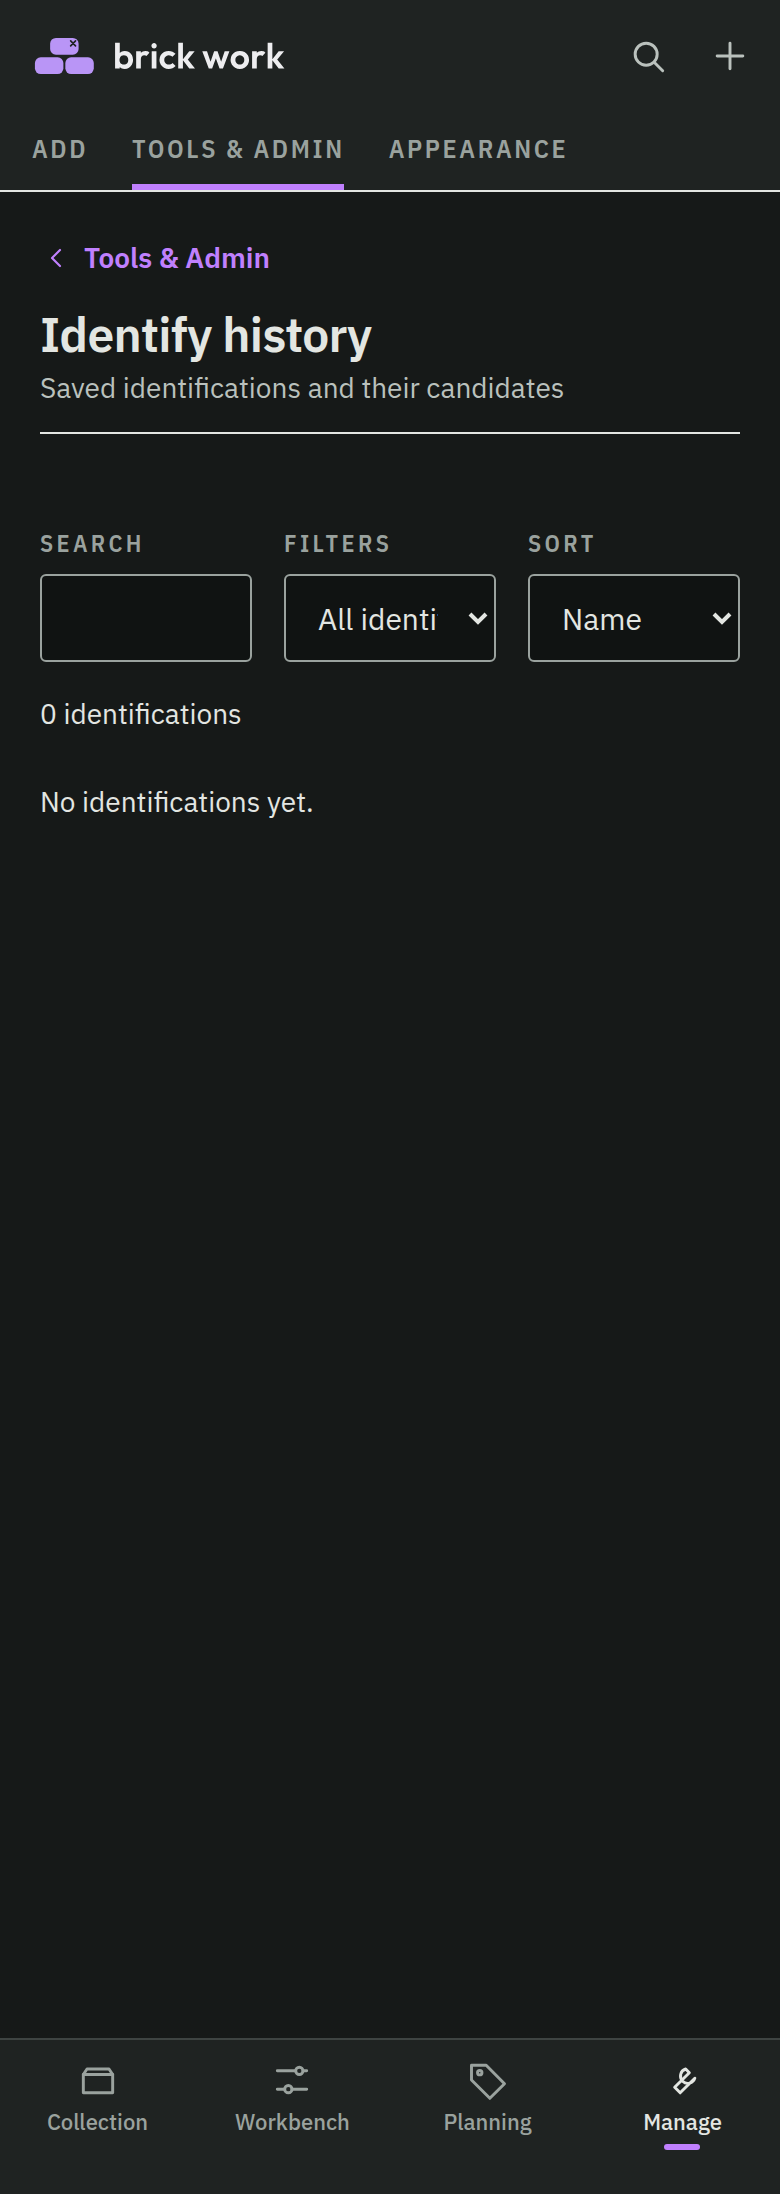 brick work
ADD TOOLS & ADMIN APPEARANCE
Tools & Admin
Identify history
Saved identifications and their candidates
SEARCH FILTERS SORT
All identi Name
0 identifications
No identifications yet.
Collection Workbench Planning Manage